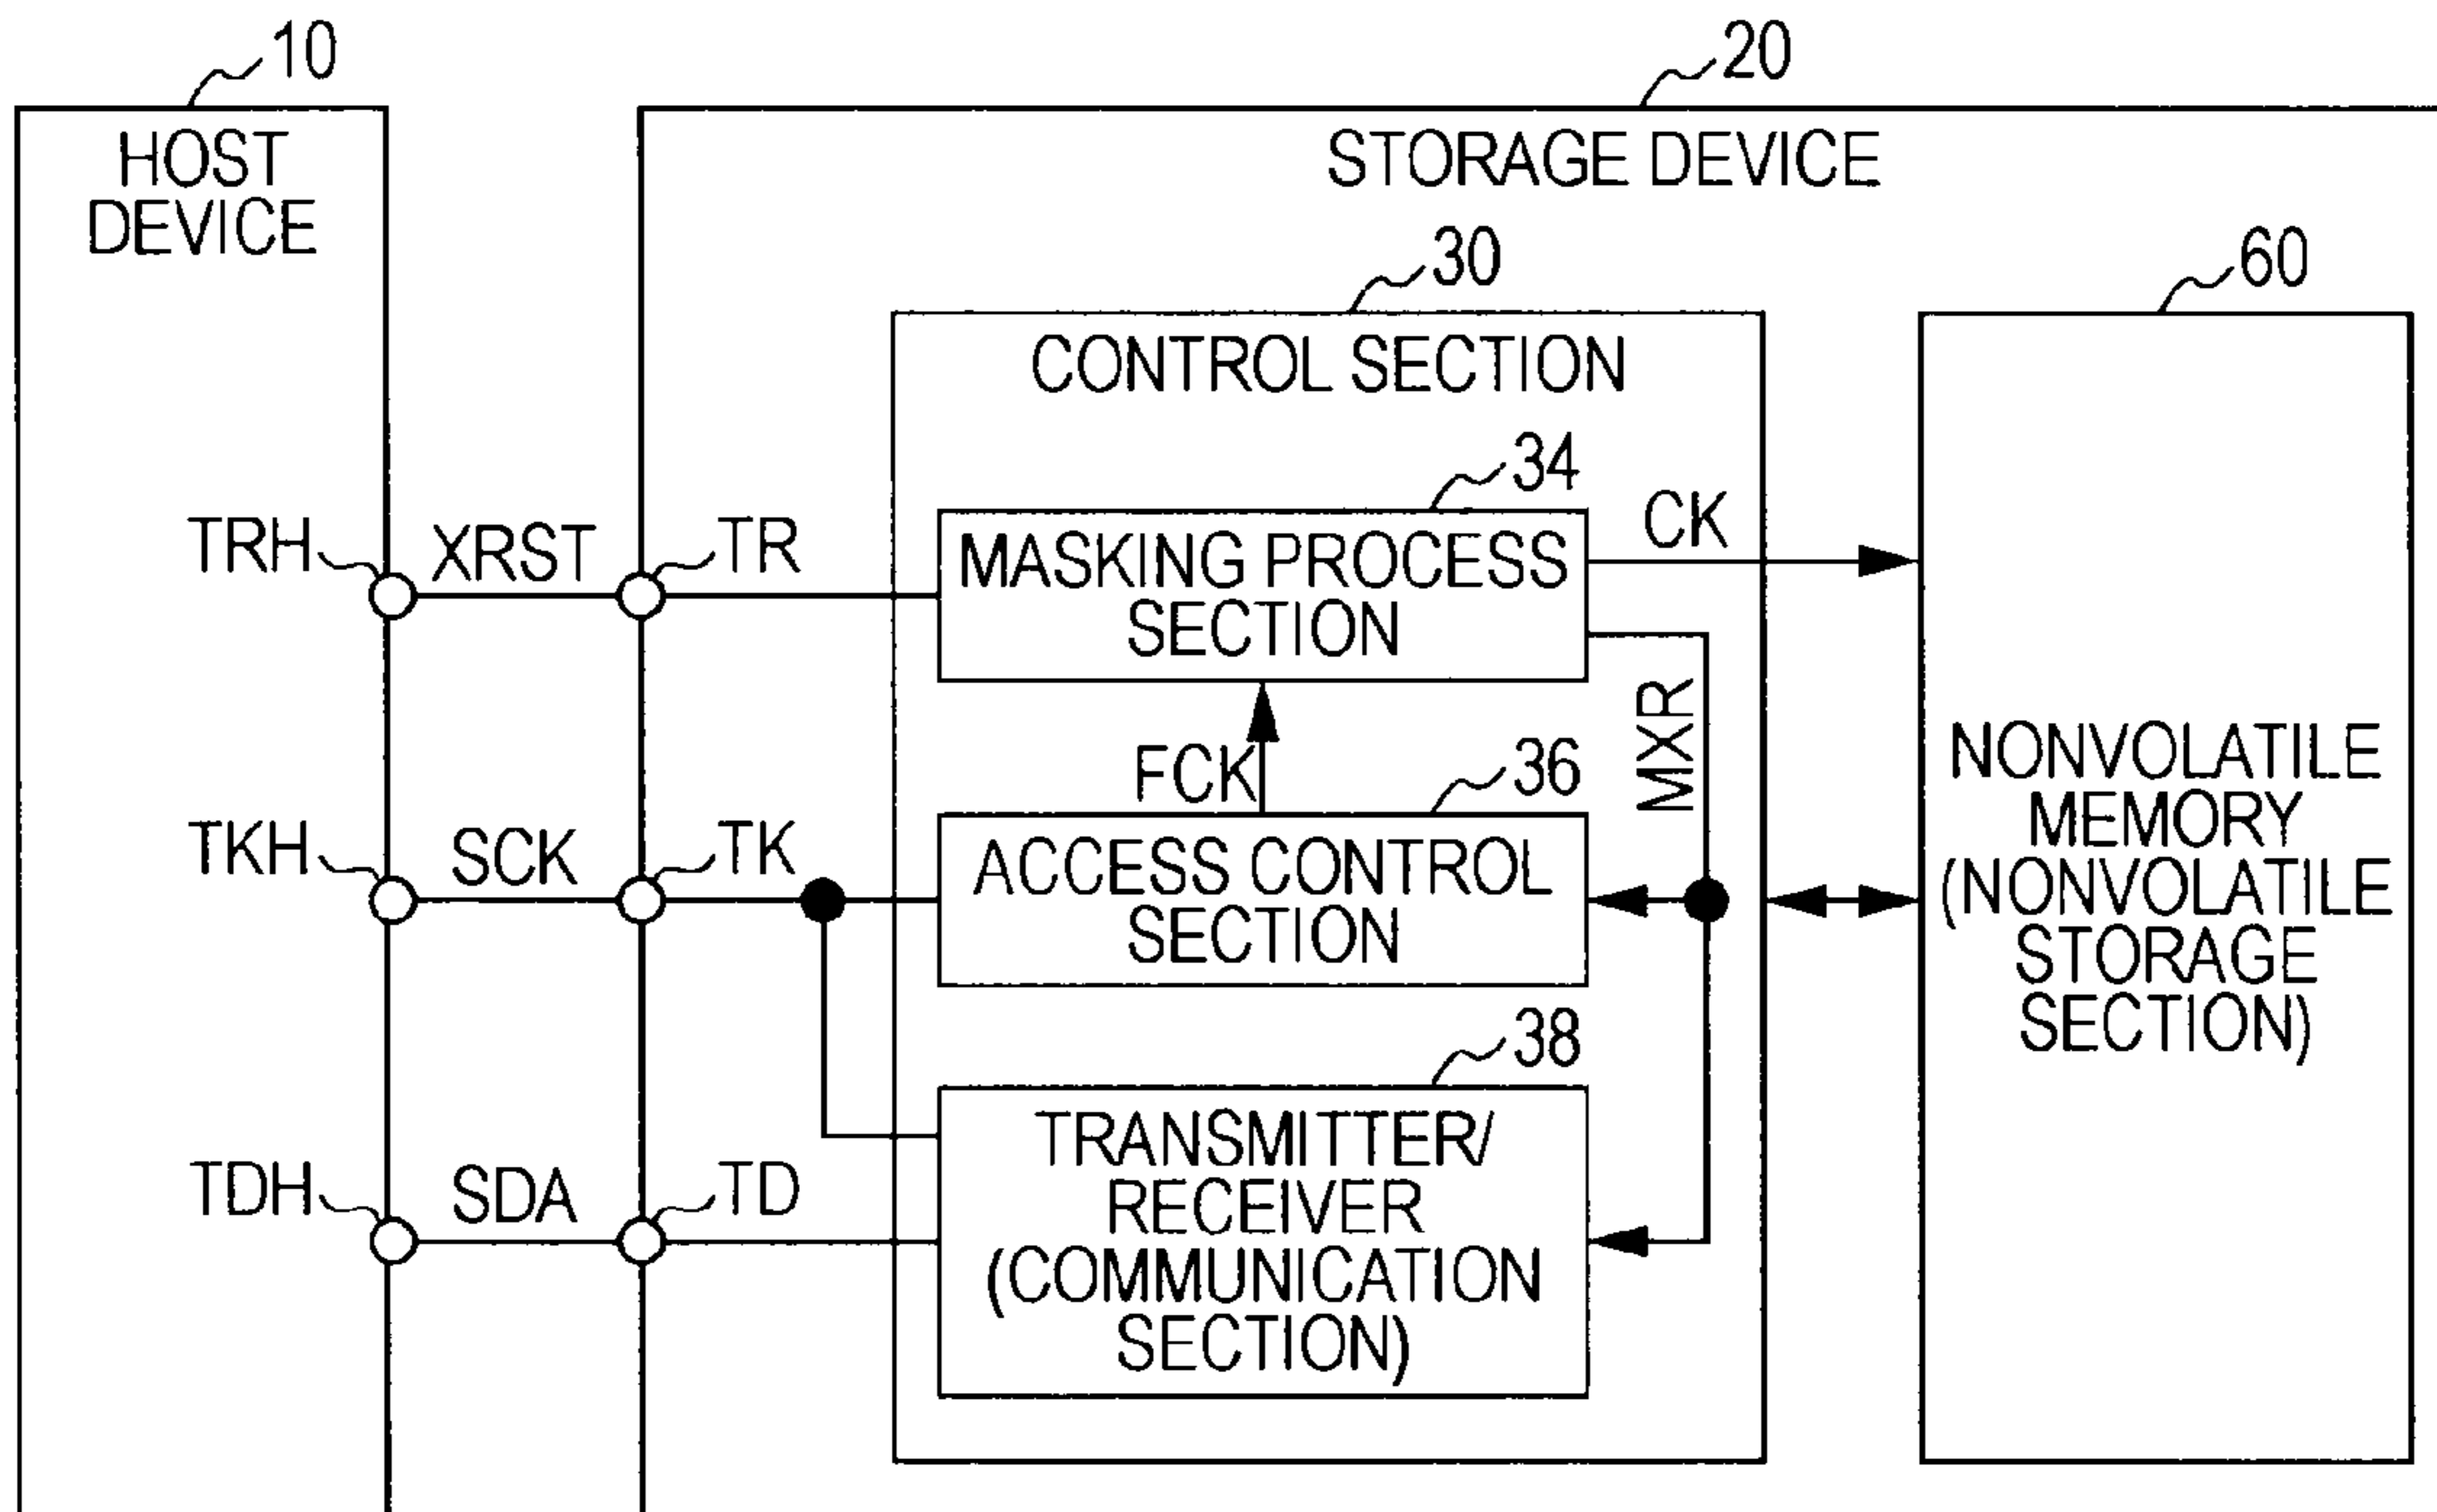 10
20
HOST
DEVICE
STORAGE DEVICE
30
60
CONTROL SECTION
34
CK
TRH
XRST
TR
MASKING PROCESS
SECTION
MXR
FCK
36
TKH
SCK
TK
ACCESS CONTROL
SECTION
NONVOLATILE
MEMORY
(NONVOLATILE
STORAGE
SECTION)
38
TDH
SDA
TD
TRANSMITTER/
RECEIVER
(COMMUNICATION
SECTION)